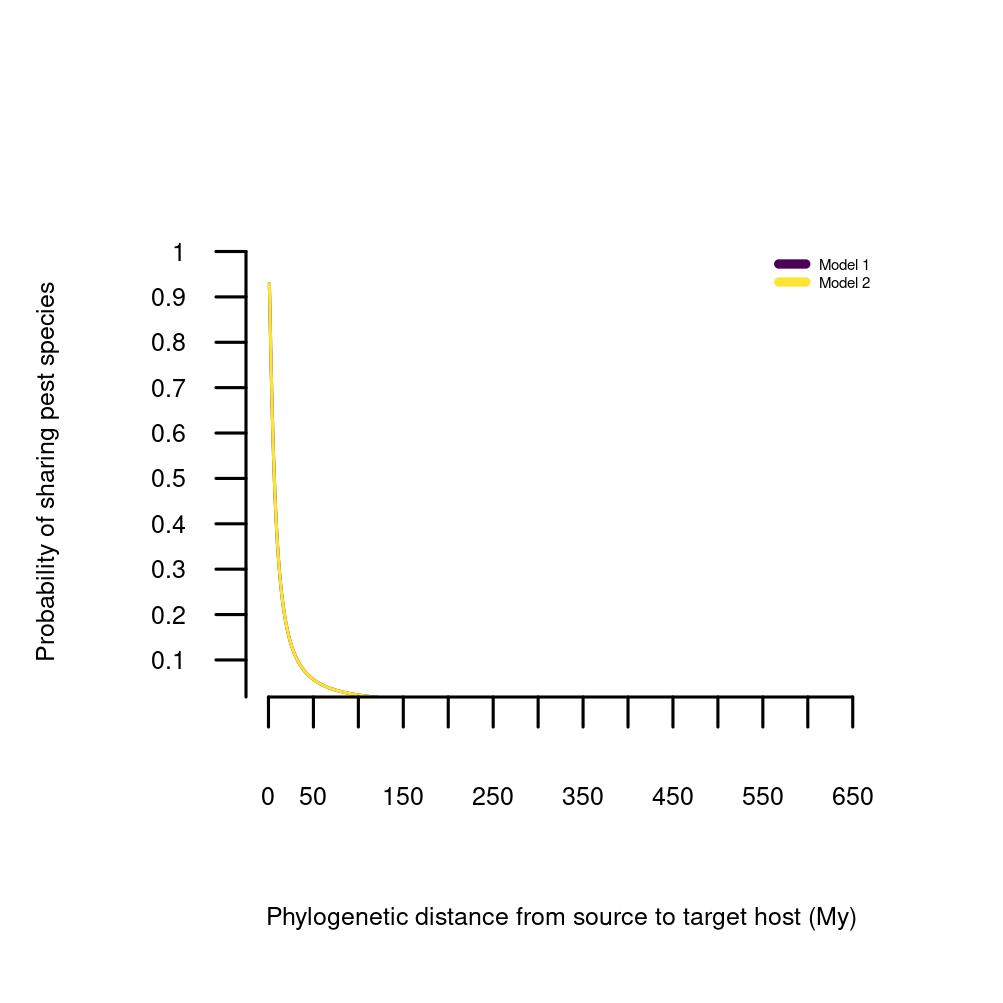 Model 1
Model 2
Probability of sharing pest species
1
0.9
0.8
0.7
0.6
0.5
0.4
0.3
0.2
0.1
0 50 150 250 350 450 550 650
Phylogenetic distance from source to target host (My)